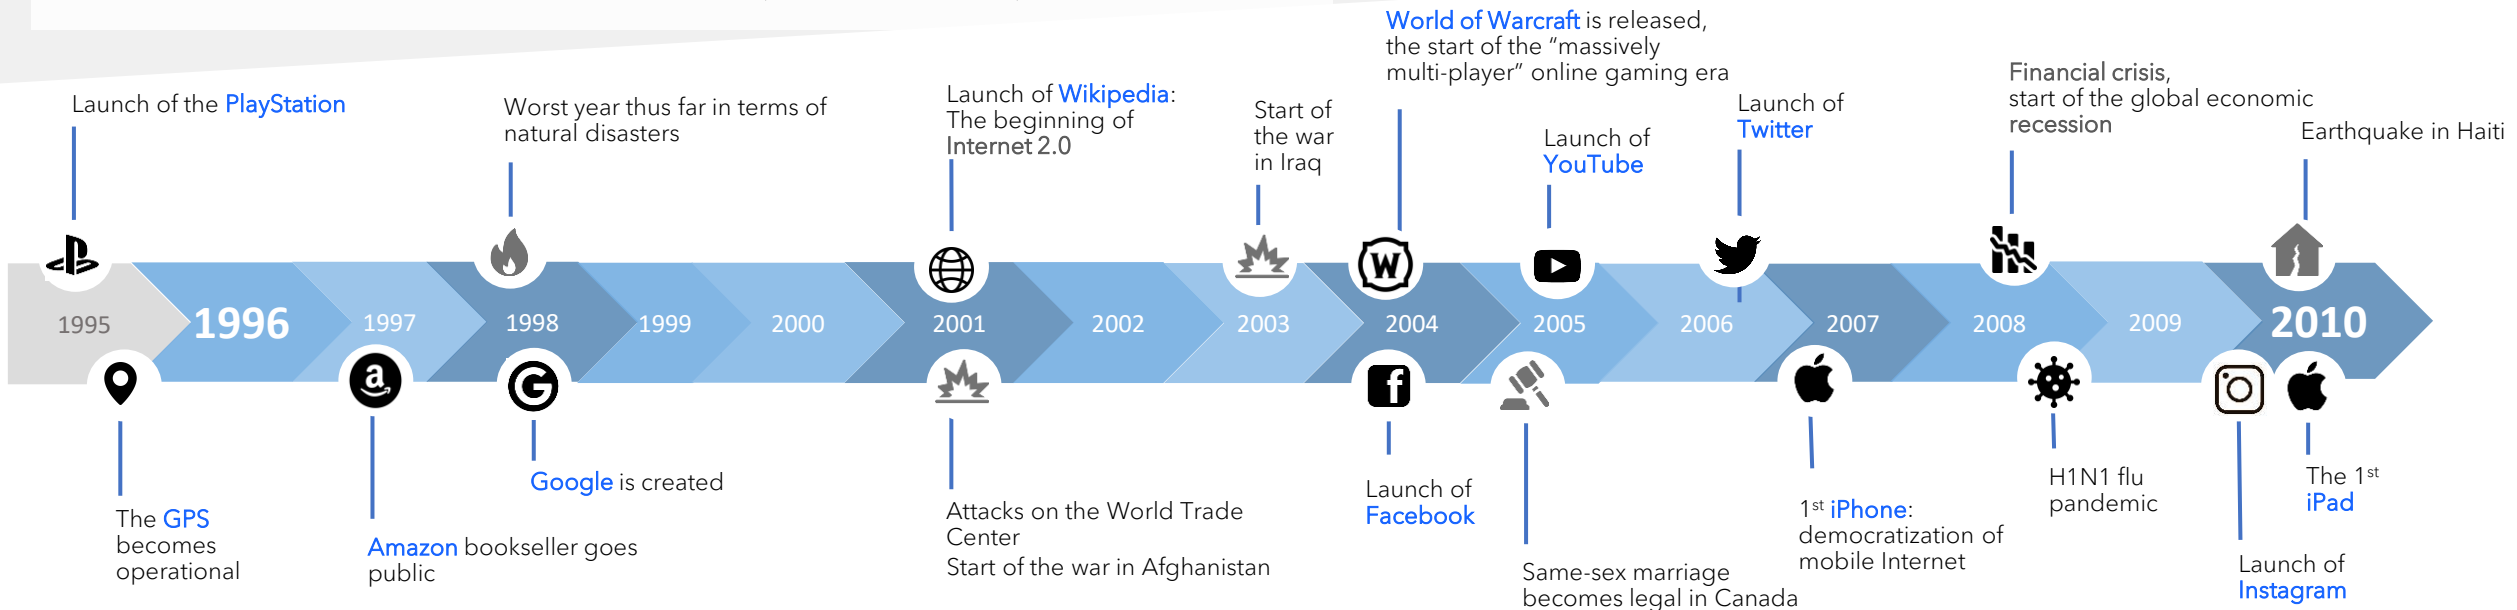 World of Warcraft is released,
the start of the “massively
multi-player” online gaming era
Launch of the PlayStation
Worst year thus far in terms of
natural disasters
Launch of Wikipedia:
The beginning of
Internet 2.0
Start of
the war
in Iraq
Launch of
YouTube
Launch of
Twitter
Financial crisis,
start of the global economic
recession
Earthquake in Haiti
W
1995
1996
1997
1998
1999
2000
2001
2002
2003
2004
2005
2006
2007
2008
2009
2010
a
G
f
The GPS
becomes
operational
Amazon bookseller goes
public
Google is created
Attacks on the World Trade
Center
Start of the war in Afghanistan
Launch of
Facebook
Same-sex marriage
becomes legal in Canada
1st iPhone:
democratization of
mobile Internet
H1N1 flu
pandemic
Launch of
Instagram
The 1st
iPad